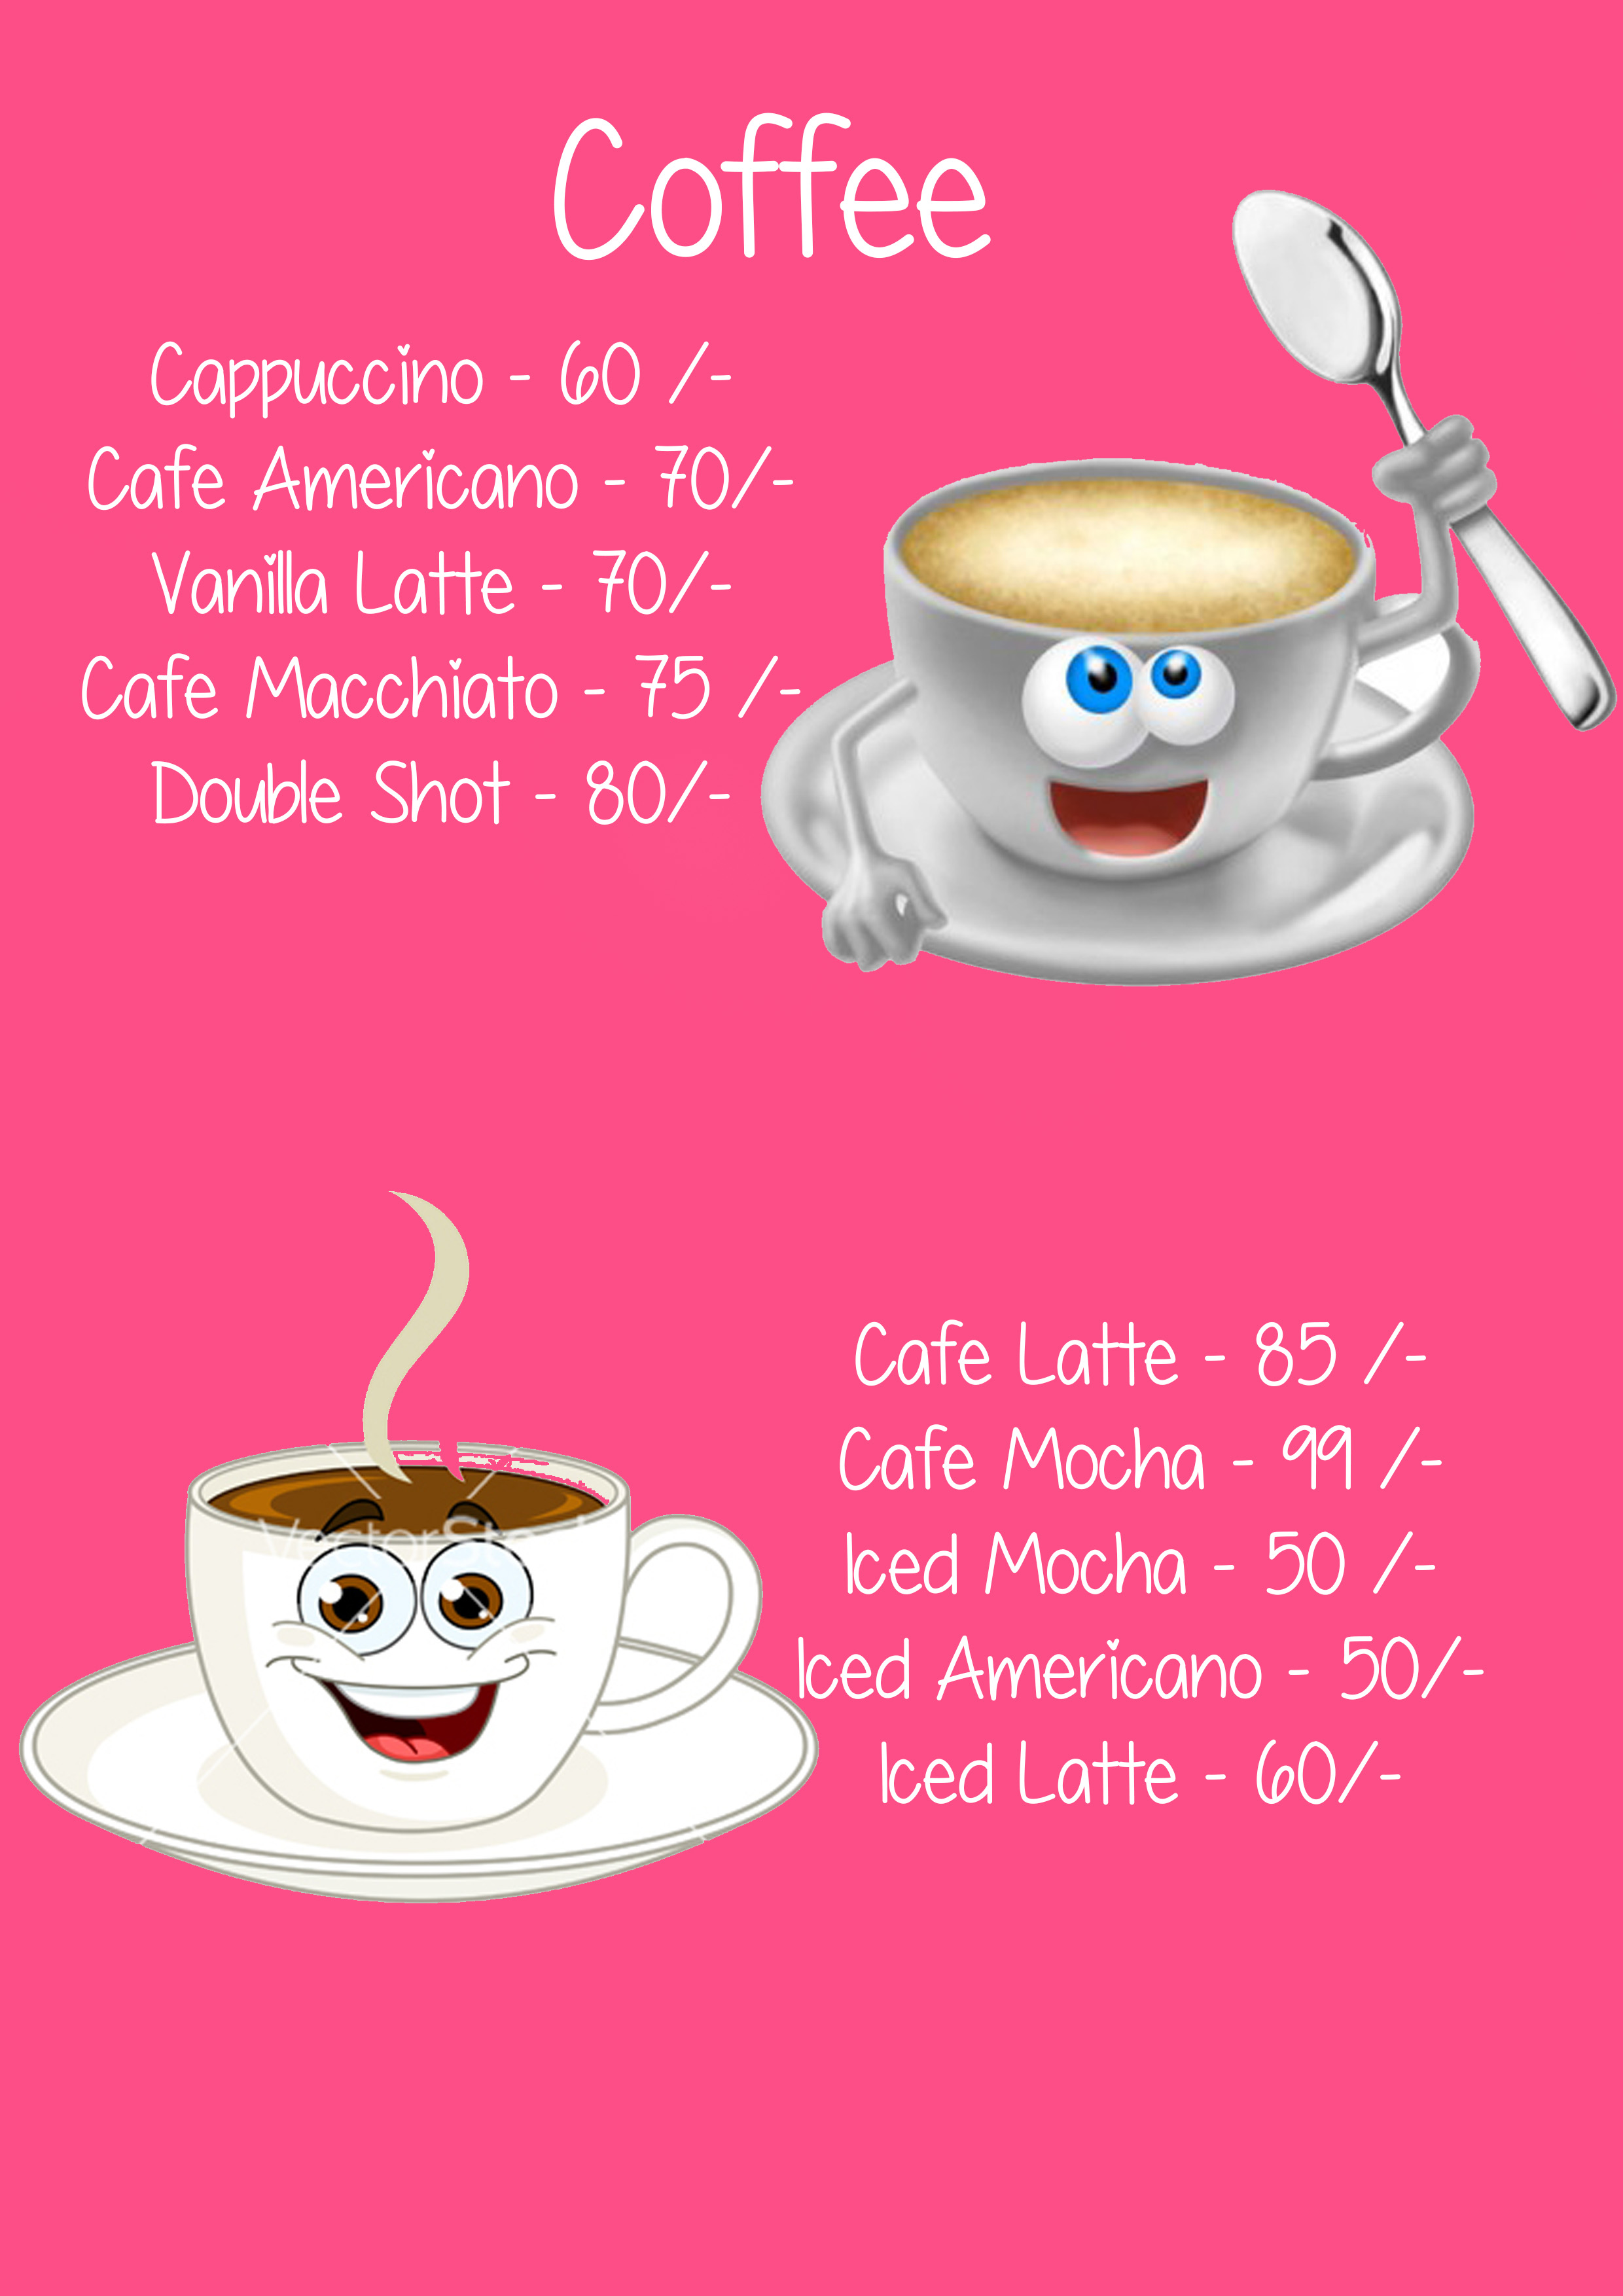 Coffee
Cappuccino - 60 /-
Cafe Americano - 70/-
Vanilla Latte - 70/-
Cafe Macchiato - 75 /-
Double Shot - 80/-
Cafe Latte - 85 /-
Cafe Mocha - 99 /-
VectorStock
Iced Mocha - 50 /-
Iced Americano - 50/-
Iced Latte - 60/-